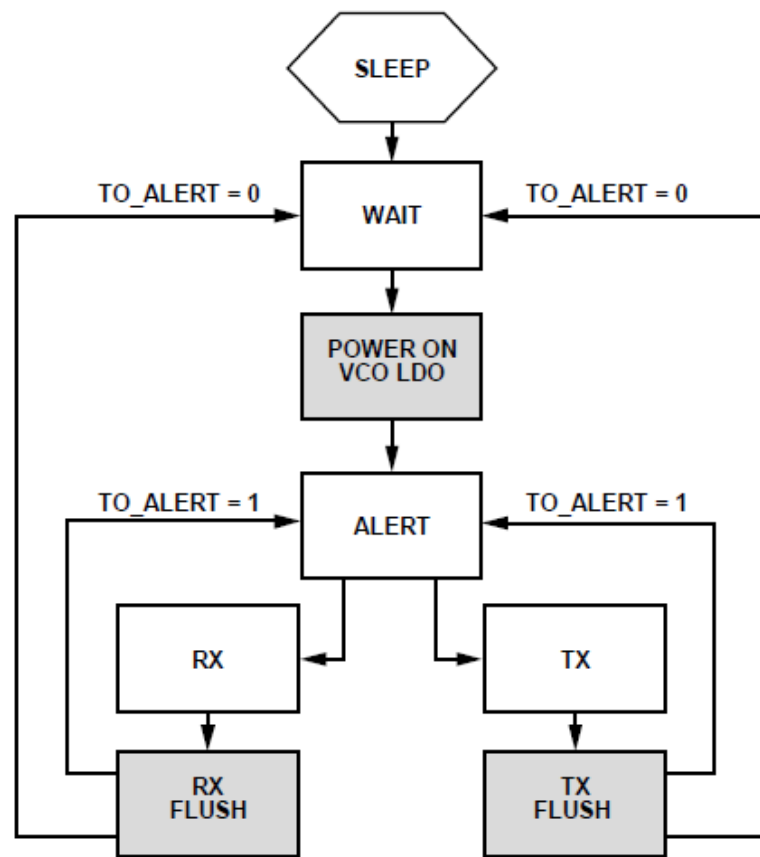 SLEEP
TO_ALERT = 0
TO_ALERT = 0
WAIT
POWER ON
VCO LDO
TO_ALERT = 1
TO_ALERT = 1
ALERT
RX
TX
RX
FLUSH
TX
FLUSH